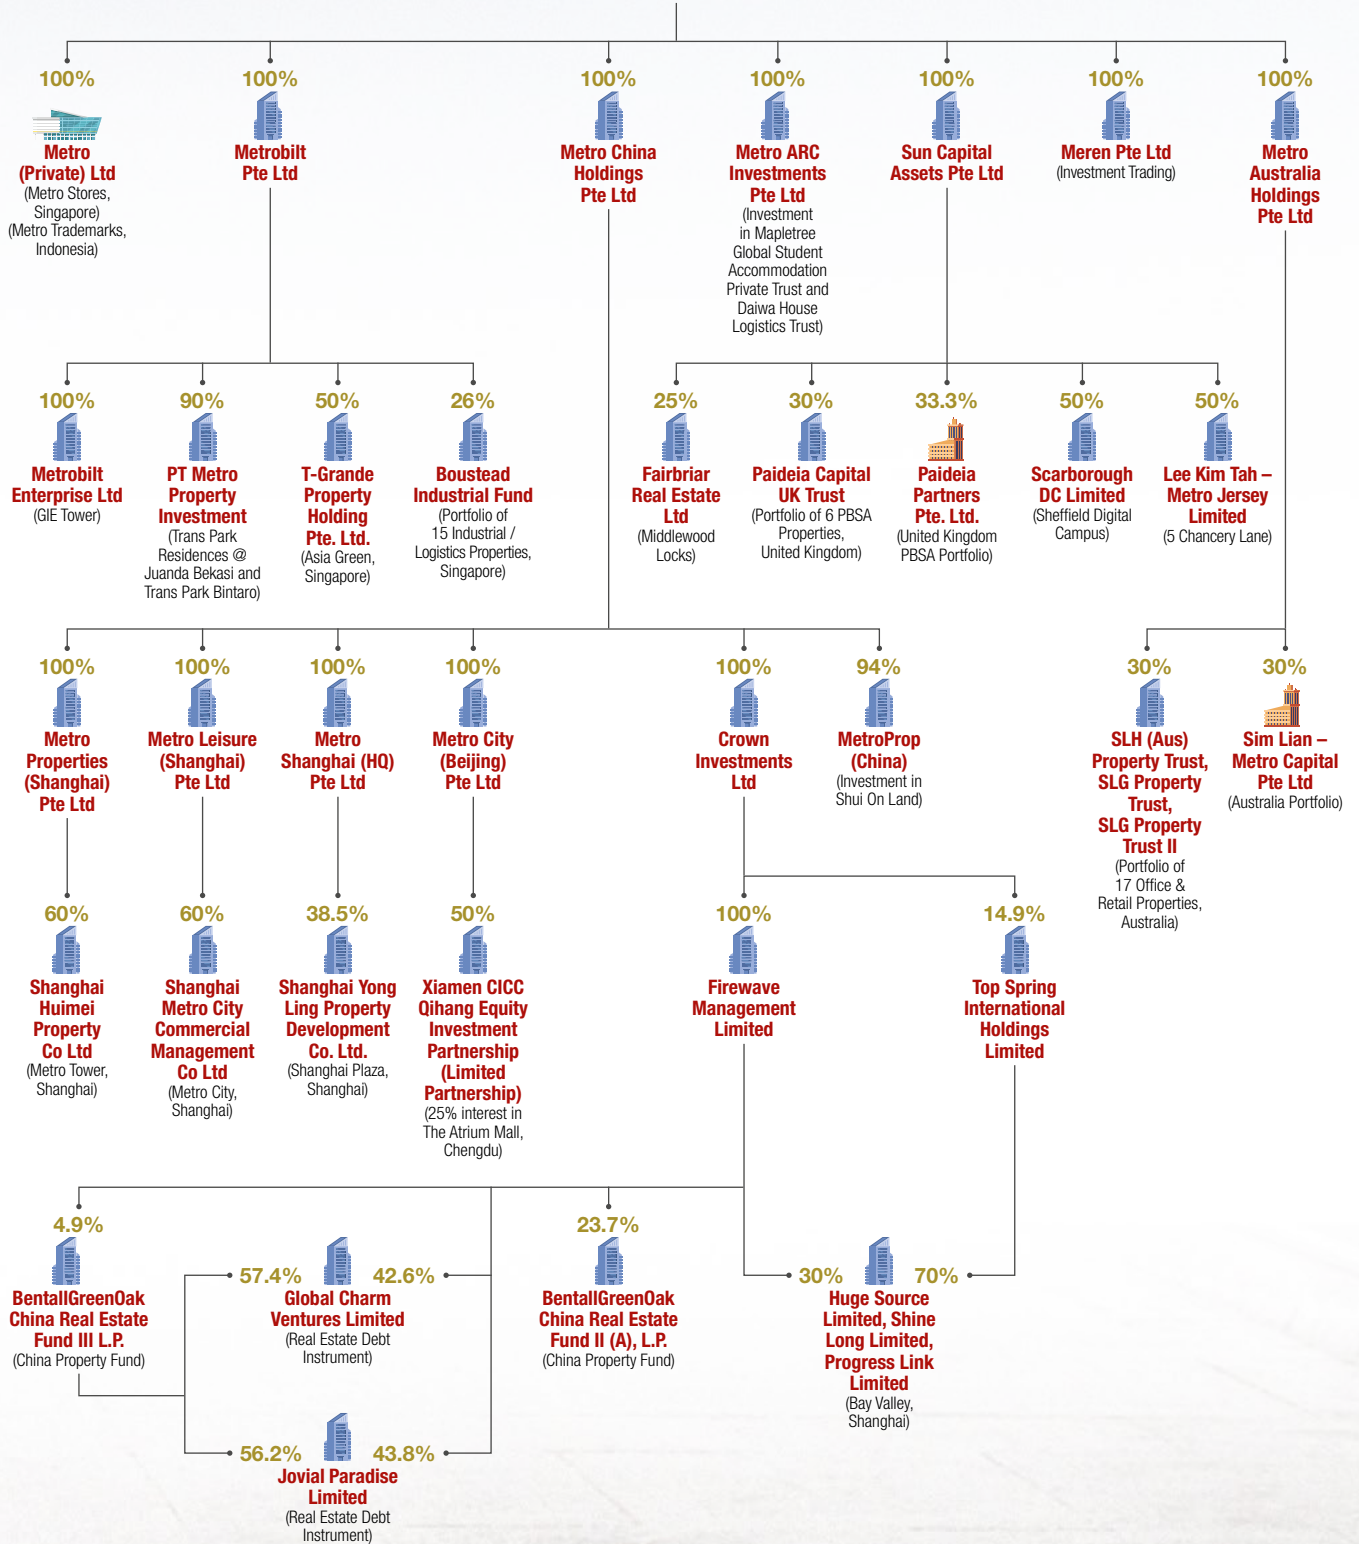 100%
Metro
(Private) Ltd
(Metro Stores,
Singapore)
(Metro Trademarks,
Indonesia)
100%
Metrobilt
Pte Ltd
100%
Metro China
Holdings
Pte Ltd
100%
Metro ARC
Investments
Pte Ltd
(Investment
in Mapletree
Global Student
Accommodation
Private Trust and
Daiwa House
Logistics Trust)
100%
Sun Capital
Assets Pte Ltd
100%
Meren Pte Ltd
(Investment Trading)
100%
Metro
Australia
Holdings
Pte Ltd
100%
Metrobilt
Enterprise Ltd
(GIE Tower)
90%
PT Metro
Property
Investment
(Trans Park
Residences @
Juanda Bekasi and
Trans Park Bintaro)
50%
T-Grande
Property
Holding
Pte. Ltd.
(Asia Green,
Singapore)
26%
Boustead
Industrial Fund
(Portfolio of
15 Industrial /
Logistics Properties,
Singapore)
25%
Fairbriar
Real Estate
Ltd
(Middlewood
Locks)
30%
Paideia Capital
UK Trust
(Portfolio of 6 PBSA
Properties,
United Kingdom)
33.3%
Paideia
Partners
Pte. Ltd.
(United Kingdom
PBSA Portfolio)
50%
Scarborough
DC Limited
(Sheffield Digital
Campus)
50%
Lee Kim Tah –
Metro Jersey
Limited
(5 Chancery Lane)
100%
Metro
Properties
(Shanghai)
Pte Ltd
100%
Metro Leisure
(Shanghai)
Pte Ltd
100%
Metro
Shanghai (HQ)
Pte Ltd
100%
Metro City
(Beijing)
Pte Ltd
100%
Crown
Investments
Ltd
94%
MetroProp
(China)
(Investment in
Shui On Land)
30%
SLH (Aus)
Property Trust,
SLG Property
Trust,
SLG Property
Trust II
(Portfolio of
17 Office &
Retail Properties,
Australia)
30%
Sim Lian –
Metro Capital
Pte Ltd
(Australia Portfolio)
60%
Shanghai
Huimei
Property
Co Ltd
(Metro Tower,
Shanghai)
60%
Shanghai
Metro City
Commercial
Management
Co Ltd
(Metro City,
Shanghai)
38.5%
Shanghai Yong
Ling Property
Development
Co. Ltd.
(Shanghai Plaza,
Shanghai)
50%
Xiamen CICC
Qihang Equity
Investment
Partnership
(Limited
Partnership)
(25% interest in
The Atrium Mall,
Chengdu)
100%
Firewave
Management
Limited
14.9%
Top Spring
International
Holdings
Limited
4.9%
BentallGreenOak
China Real Estate
Fund III L.P.
(China Property Fund)
57.4%
42.6%
Global Charm
Ventures Limited
(Real Estate Debt
Instrument)
23.7%
BentallGreenOak
China Real Estate
Fund II (A), L.P.
(China Property Fund)
30%
70%
Huge Source
Limited, Shine
Long Limited,
Progress Link
Limited
(Bay Valley,
Shanghai)
56.2%
43.8%
Jovial Paradise
Limited
(Real Estate Debt
Instrument)